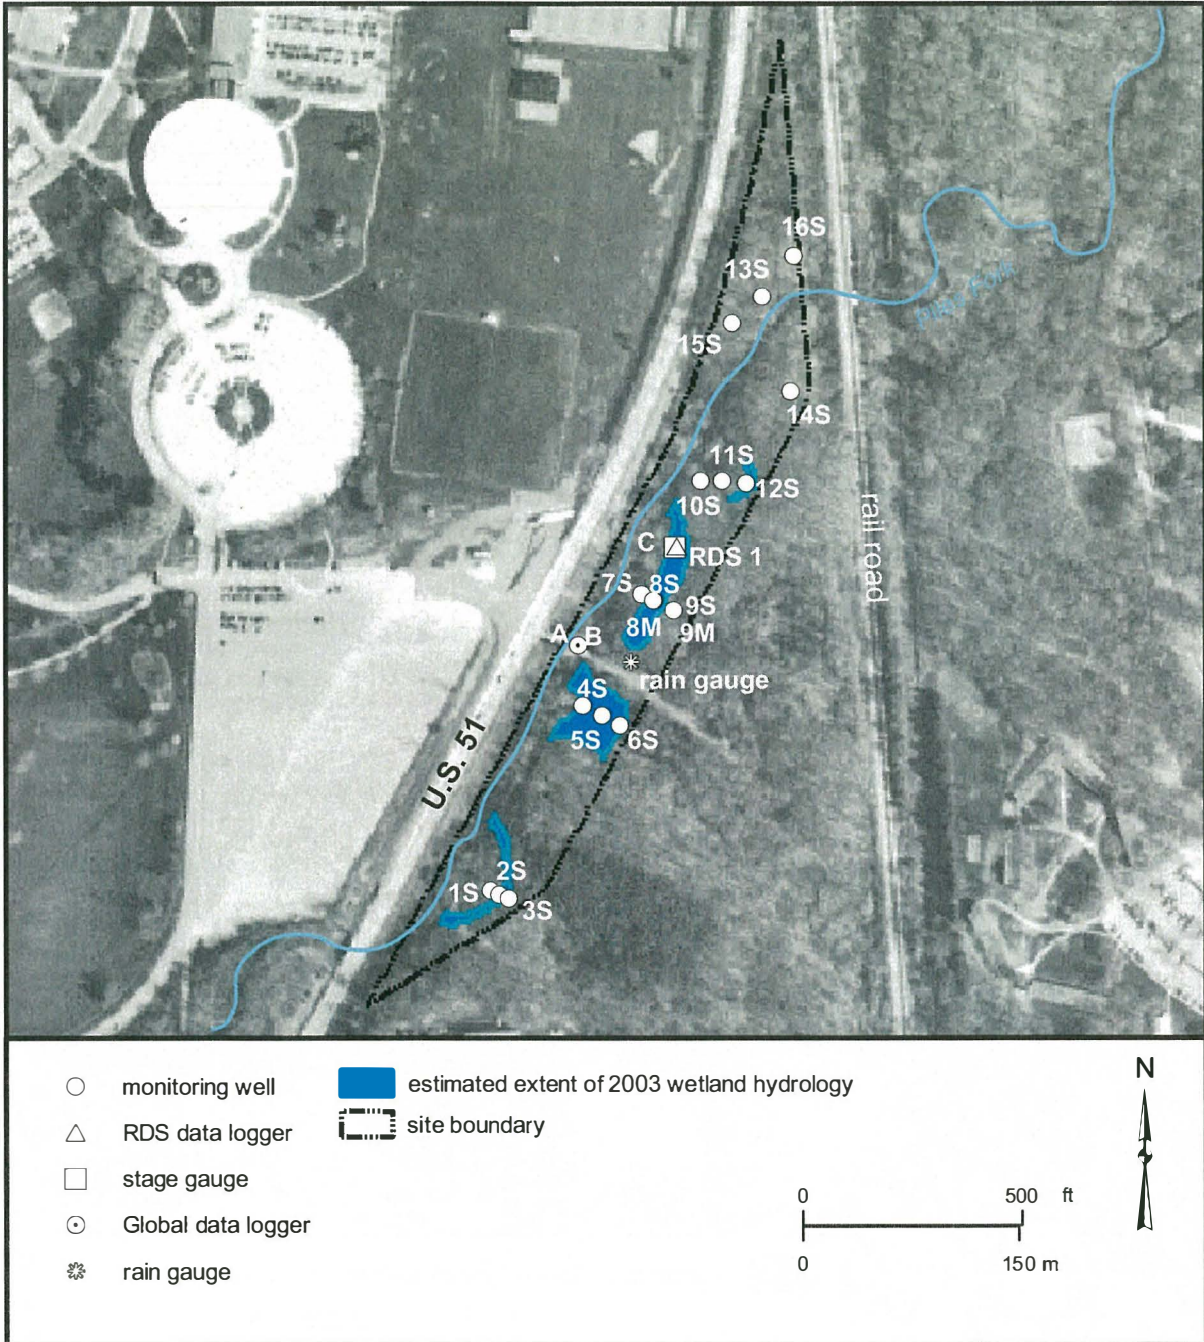 16S
13S
15S
Piles Fork
14S
11S
10S
12S
rail road
C
RDS 1
7S
8S
9S
8M
9M
A
B
rain gauge
4S
5S
6S
U.S. 51
2S
1S
3S
monitoring well
RDS data logger
stage gauge
Global data logger
rain gauge
estimated extent of 2003 wetland hydrology
site boundary
N
0 500 ft
0 150 m